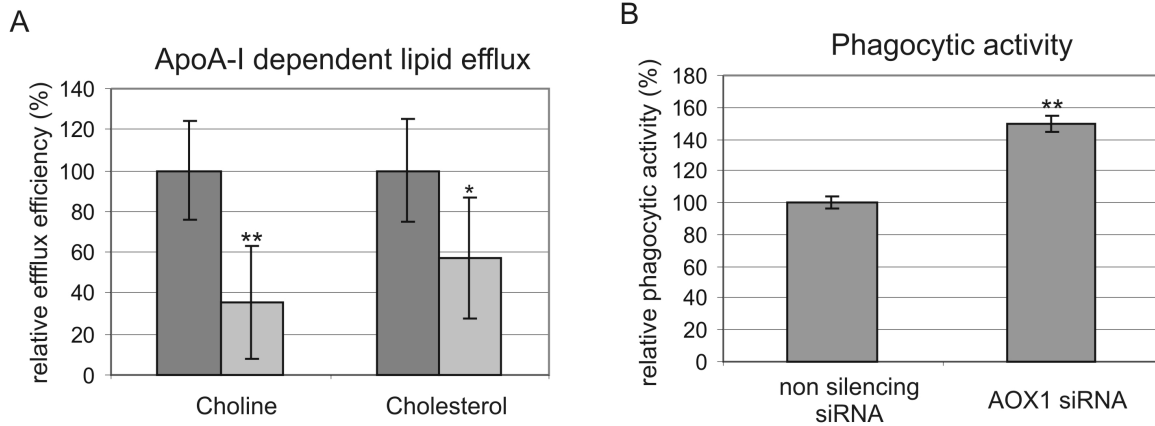 A
ApoA-I dependent lipid efflux
relative effflux efficiency (%)
140
120
100
80
60
40
20
0
**
*
Choline
Cholesterol
B
Phagocytic activity
relative phagocytic activity (%)
180
160
140
120
100
80
60
40
20
0
**
non silencing
siRNA
AOX1 siRNA